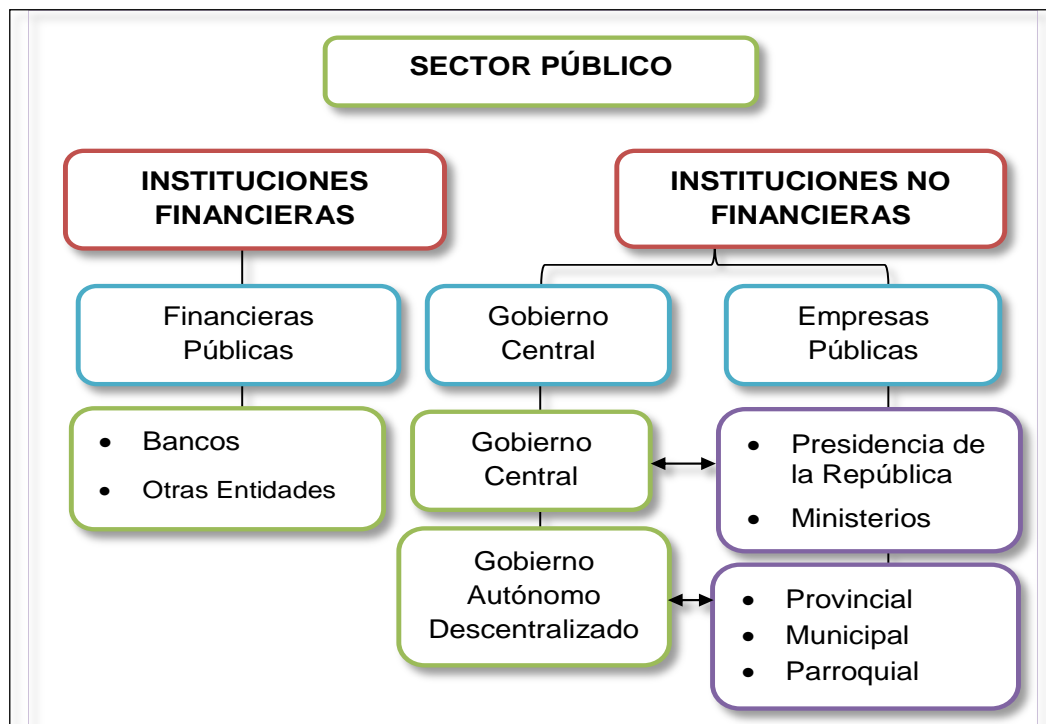 SECTOR PÚBLICO
INSTITUCIONES
FINANCIERAS
INSTITUCIONES NO
FINANCIERAS
Financieras
Públicas
Gobierno
Central
Empresas
Públicas
• Bancos
• Otras Entidades
Gobierno
Central
• Presidencia de
la República
• Ministerios
Gobierno
Autónomo
Descentralizado
• Provincial
• Municipal
• Parroquial